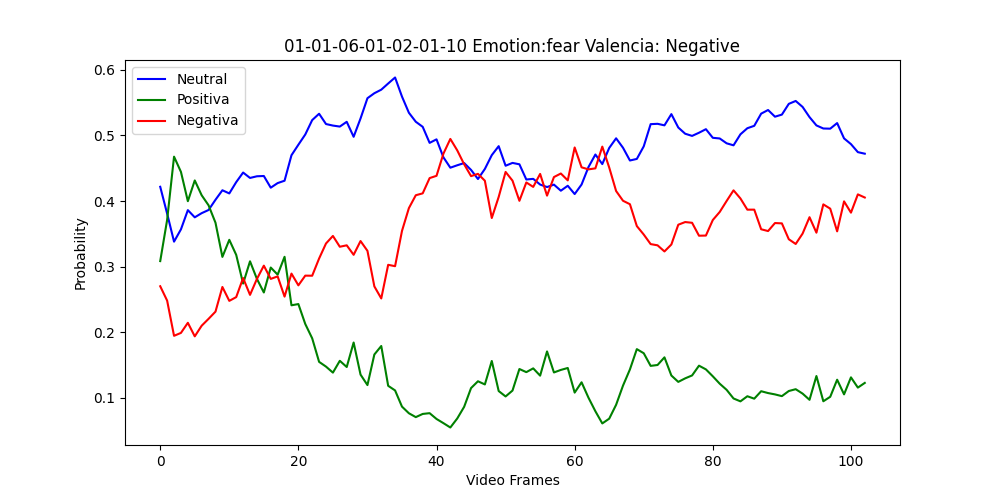 01-01-06-01-02-01-10 Emotion:fear Valencia: Negative
Neutral
Positiva
Negativa
Probability
0.6
0.5
0.4
0.3
0.2
0.1
0 20 40 60 80 100
Video Frames